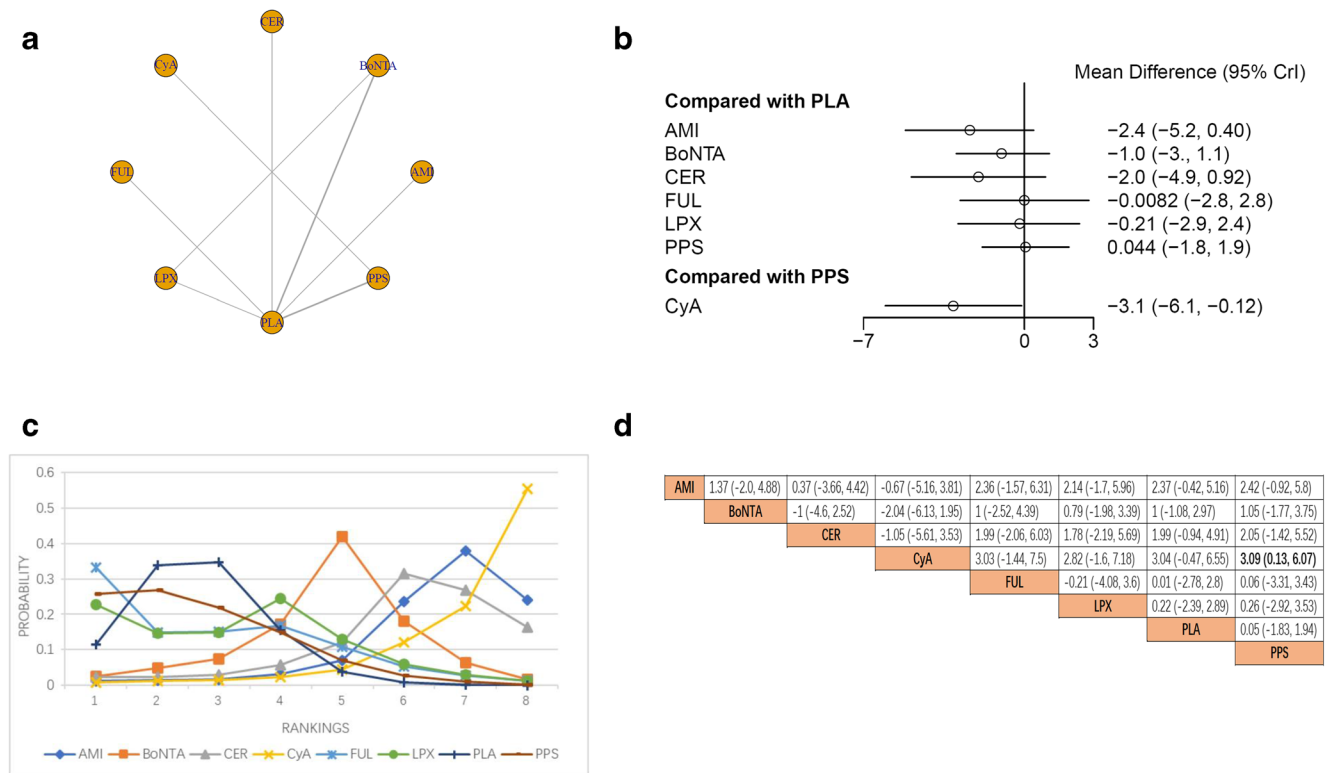 a
CER
CyA
BoNTA
FUL
AMI
LPX
PPS
PLA
b
Mean Difference (95% CrI)
Compared with PLA
AMI −2.4 (−5.2, 0.40)
BoNTA −1.0 (−3., 1.1)
CER −2.0 (−4.9, 0.92)
FUL −0.0082 (−2.8, 2.8)
LPX −0.21 (−2.9, 2.4)
PPS 0.044 (−1.8, 1.9)
Compared with PPS
CyA −3.1 (−6.1, −0.12)
−7 0 3
c
0.6
0.5
0.4
0.3
0.2
0.1
0
PROBABILITY
1 2 3 4 5 6 7 8
RANKINGS
AMI BoNTA CER CyA FUL LPX PLA PPS
d
AMI 1.37 (-2.0, 4.88) 0.37 (-3.66, 4.42) -0.67 (-5.16, 3.81) 2.36 (-1.57, 6.31) 2.14 (-1.7, 5.96) 2.37 (-0.42, 5.16) 2.42 (-0.92, 5.8)
BoNTA -1 (-4.6, 2.52) -2.04 (-6.13, 1.95) 1 (-2.52, 4.39) 0.79 (-1.98, 3.39) 1 (-1.08, 2.97) 1.05 (-1.77, 3.75)
CER -1.05 (-5.61, 3.53) 1.99 (-2.06, 6.03) 1.78 (-2.19, 5.69) 1.99 (-0.94, 4.91) 2.05 (-1.42, 5.52)
CyA 3.03 (-1.44, 7.5) 2.82 (-1.6, 7.18) 3.04 (-0.47, 6.55) 3.09 (0.13, 6.07)
FUL -0.21 (-4.08, 3.6) 0.01 (-2.78, 2.8) 0.06 (-3.31, 3.43)
LPX 0.22 (-2.39, 2.89) 0.26 (-2.92, 3.53)
PLA 0.05 (-1.83, 1.94)
PPS